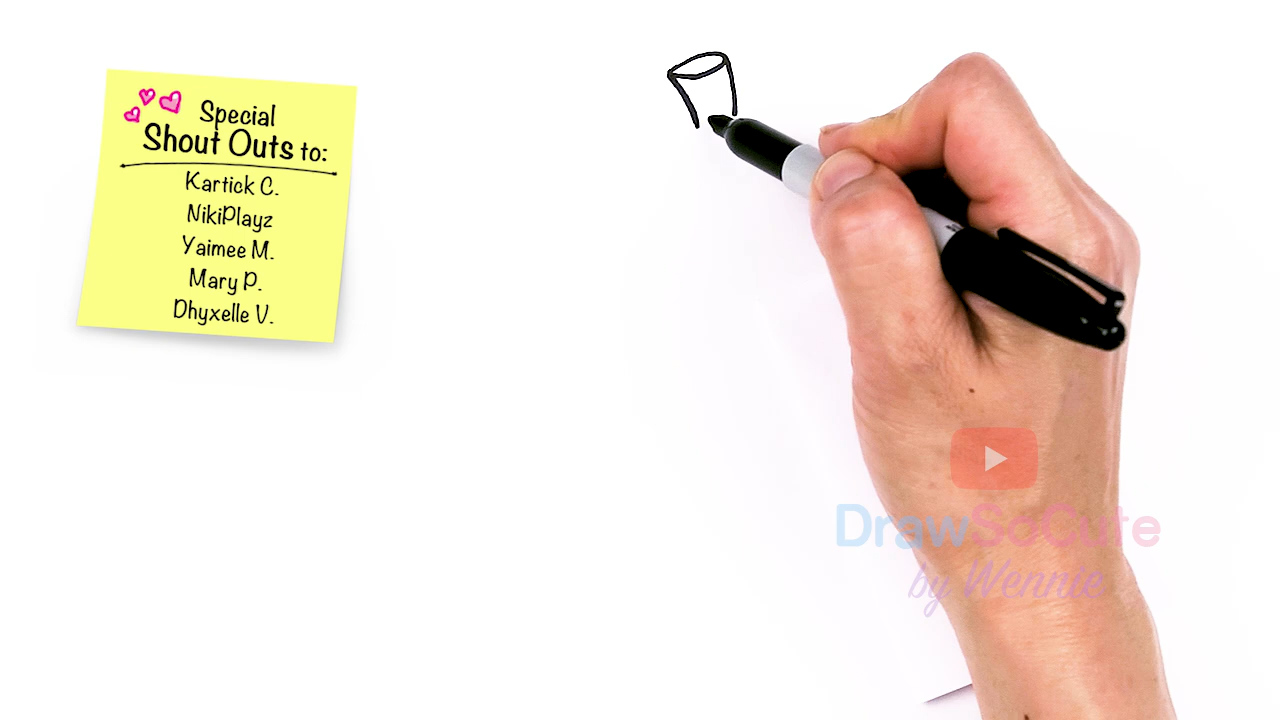 Special
Shout Outs to:
Kartick C.
NikiPlayz
Yaimee M.
Mary P.
Dhyxelle V.
DrawSoCute
by Wennie